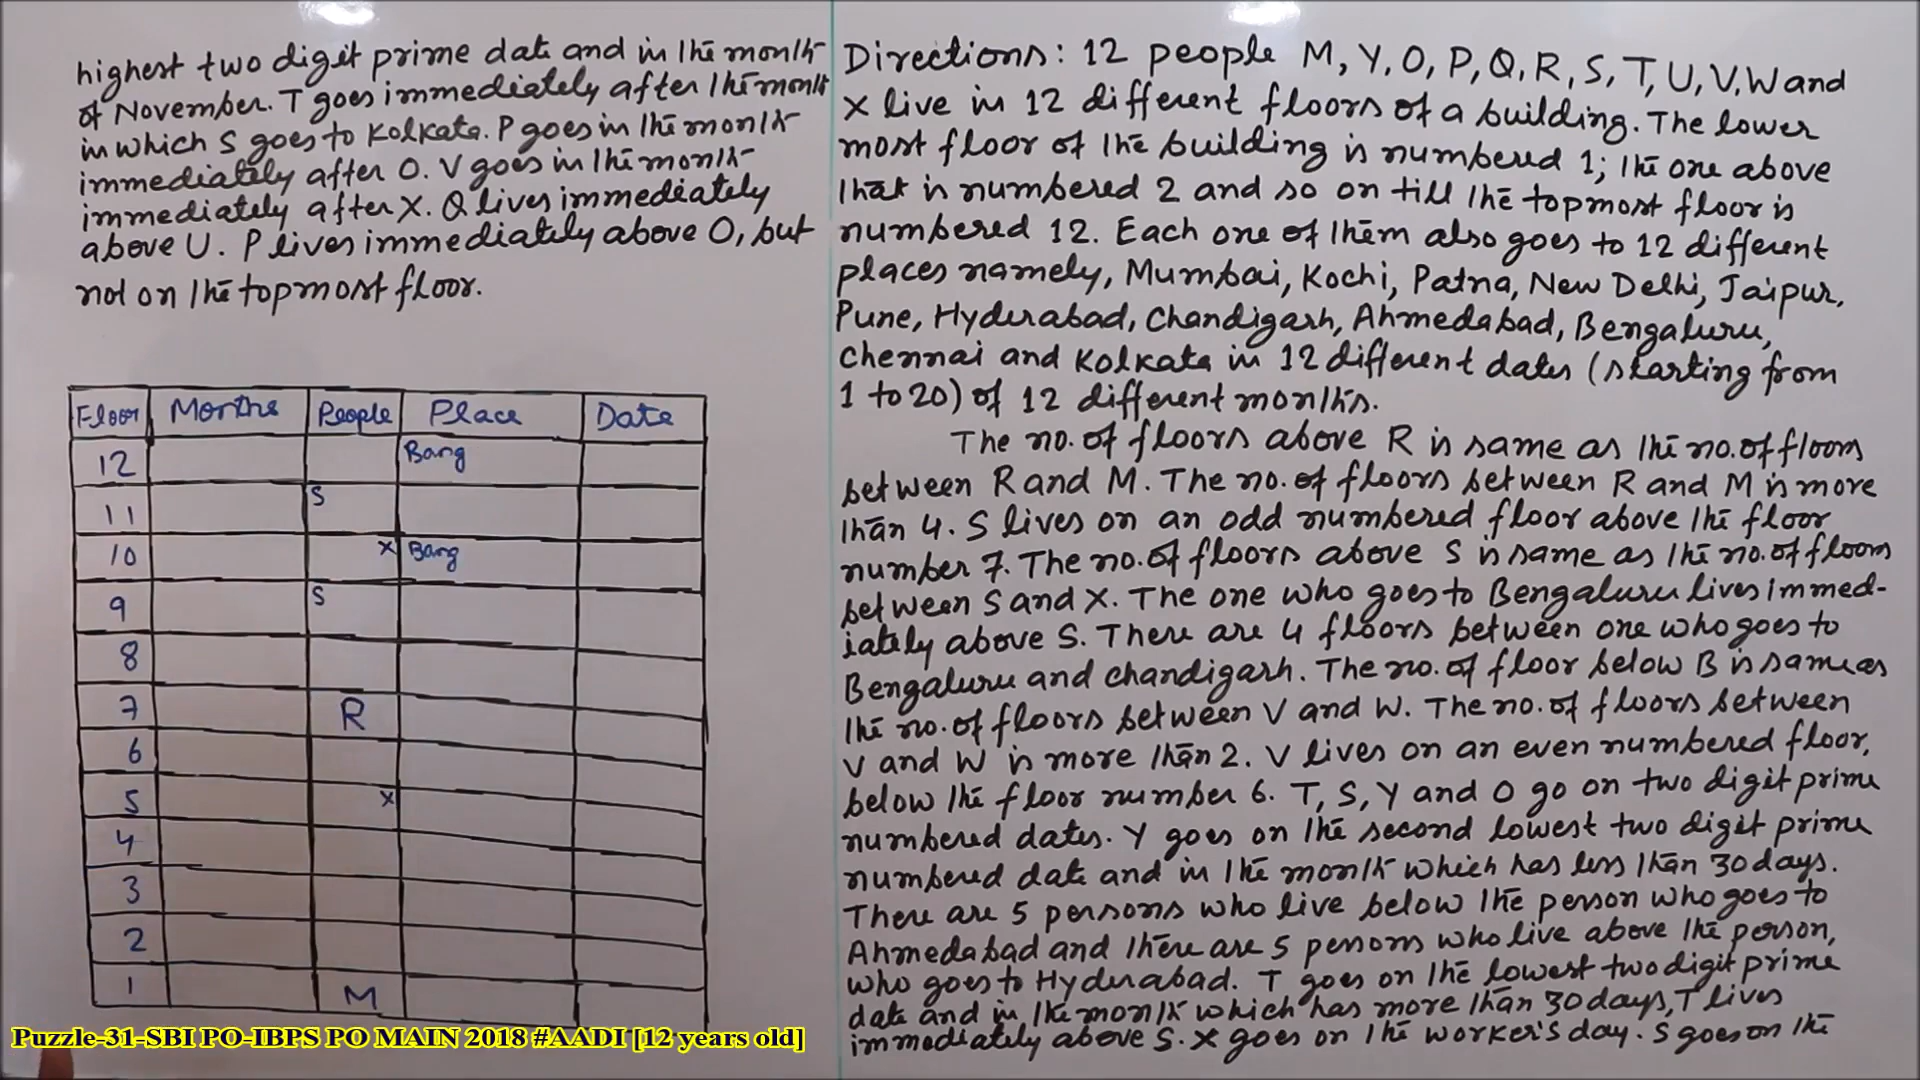 highest two digit prime date and in the month
of November. T goes immediately after the month
in which S goes to Kolkata. P goes in the month
immediately after O. V goes in the month
immediately after X. Q lives immediately
above U. P lives immediately above O, but
not on the topmost floor.
Floor Months People Place Date
12 Bang
11 S
10 X Bang
9 S
8
7 R
6
5 X
4
3
2
1 M
Directions: 12 people M, Y, O, P, Q, R, S, T, U, V, W and
X live in 12 different floors of a building. The lower
most floor of the building is numbered 1; the one above
that is numbered 2 and so on till the topmost floor is
numbered 12. Each one of them also goes to 12 different
places namely, Mumbai, Kochi, Patna, New Delhi, Jaipur,
Pune, Hyderabad, Chandigarh, Ahmedabad, Bengaluru,
Chennai and Kolkata in 12 different dates (starting from
1 to 20) of 12 different months.
The no. of floors above R is same as the no. of floors
between R and M. The no. of floors between R and M is more
than 4. S lives on an odd numbered floor above the floor
number 7. The no. of floors above S is same as the no. of floors
between S and X. The one who goes to Bengaluru lives immed-
iately above S. There are 4 floors between one who goes to
Bengaluru and Chandigarh. The no. of floor below B is same as
the no. of floors between V and W. The no. of floors between
V and W is more than 2. V lives on an even numbered floor,
below the floor number 6. T, S, Y and O go on two digit prime
numbered dates. Y goes on the second lowest two digit prime
numbered date and in the month which has less than 30 days.
There are 5 persons who live below the person who goes to
Ahmedabad and there are 5 persons who live above the person,
who goes to Hyderabad. T goes on the lowest two digit prime
date and in the month which has more than 30 days, T lives
immediately above S. X goes on the worker's day. S goes on the
Puzzle-31-SBI PO-IBPS PO MAIN 2018 #AADI [12 years old]